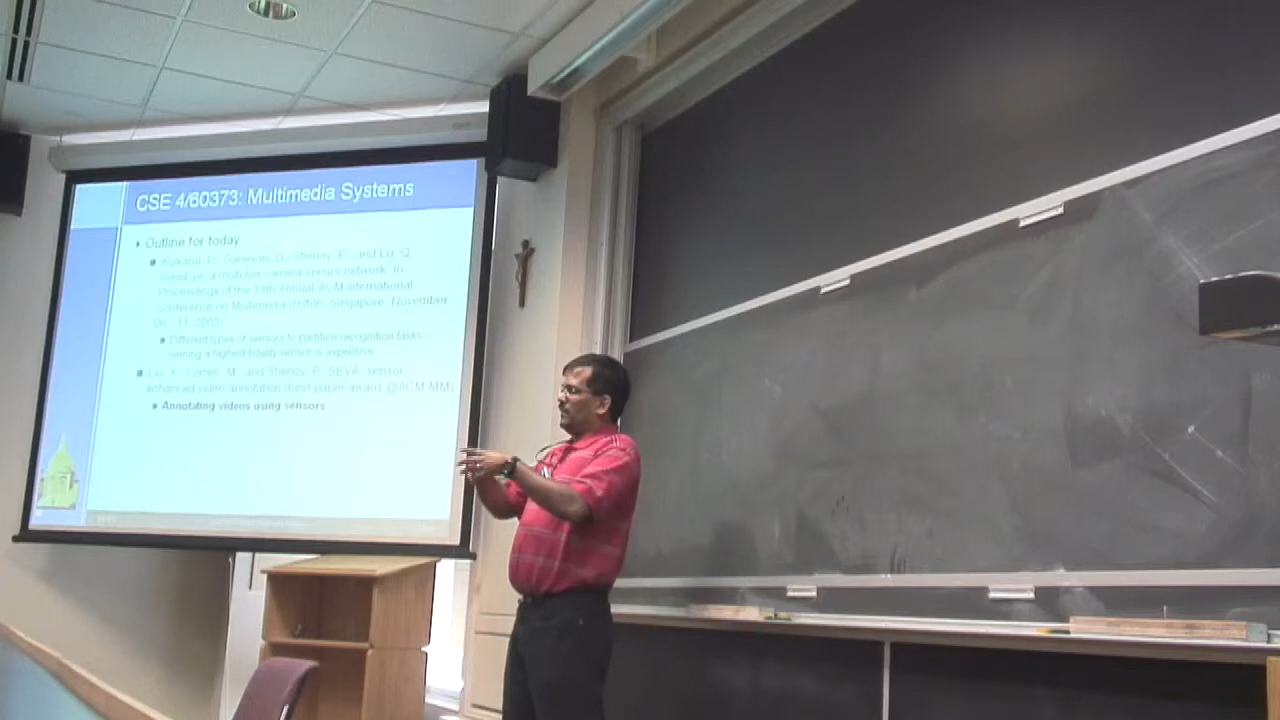 CSE 4/60373: Multimedia Systems
Outline for today
Kulkarni, P., Ganesan, D., Shenoy, P., and Lu, Q.
SensEye: a multi-tier camera sensor network. In
Proceedings of the 13th Annual ACM international
Conference on Multimedia (Hilton, Singapore, November
06 - 11, 2005)
Different types of sensors to partition recognition tasks –
running a highest fidelity sensor is expensive
Liu, X., Corner, M., and Shenoy, P. SEVA: sensor-
enhanced video annotation (best paper award @ACM MM)
Annotating videos using sensors